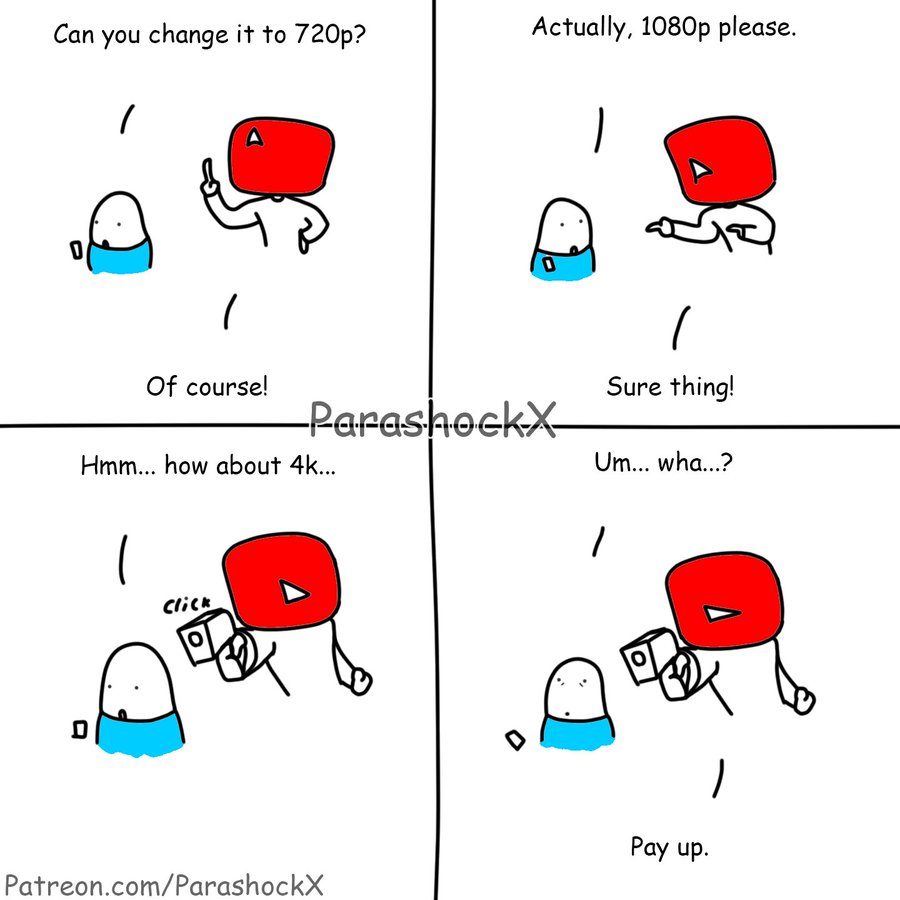 Can you change it to 720p?
Actually, 1080p please.
Of course!
Sure thing!
ParashockX
Hmm... how about 4k...
Um... wha...?
Click
Pay up.
Patreon.com/ParashockX